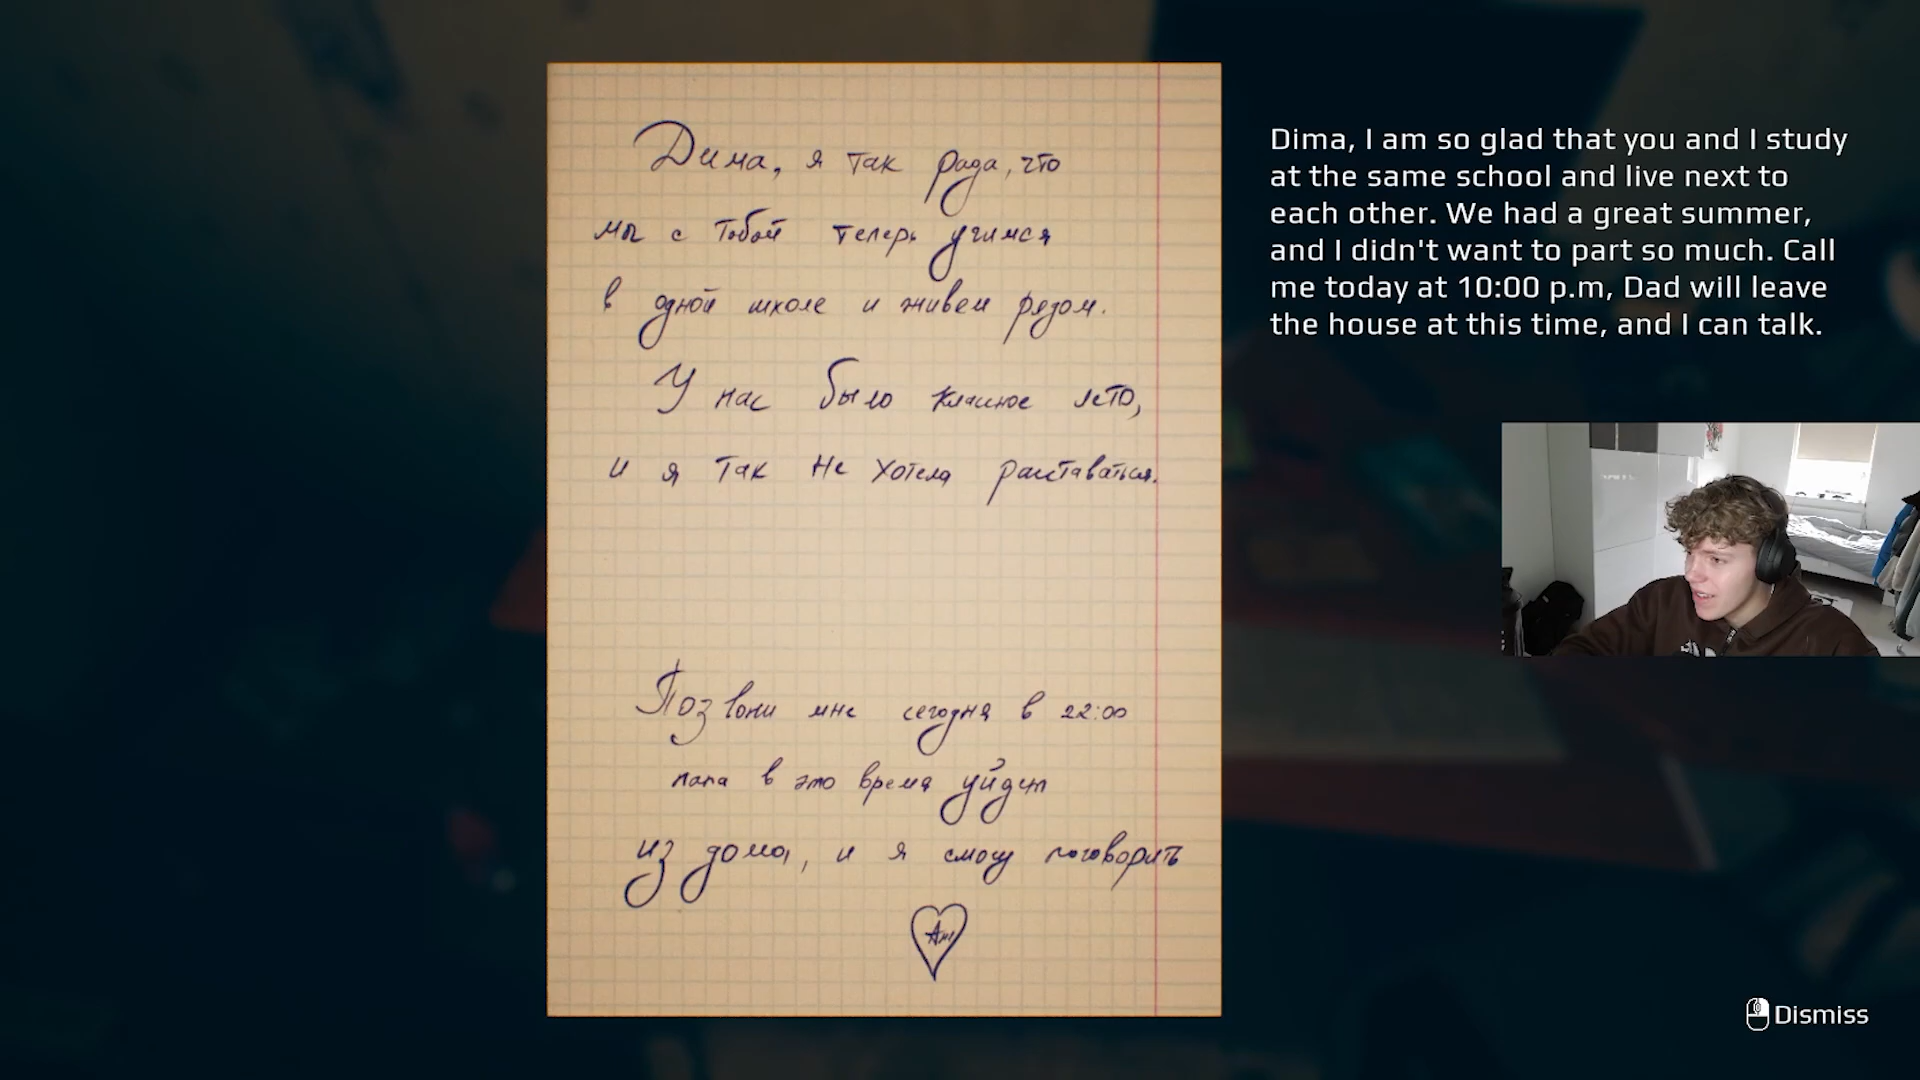 Дима, я так рада, что
мы с тобой теперь учимся
в одной школе и живем рядом.
У нас было классное лето,
и я так не хотела расставаться.
Позвони мне сегодня в 22:00
папа в это время уйдет
из дома, и я смогу поговорить
Dima, I am so glad that you and I study
at the same school and live next to
each other. We had a great summer,
and I didn't want to part so much. Call
me today at 10:00 p.m, Dad will leave
the house at this time, and I can talk.
Dismiss